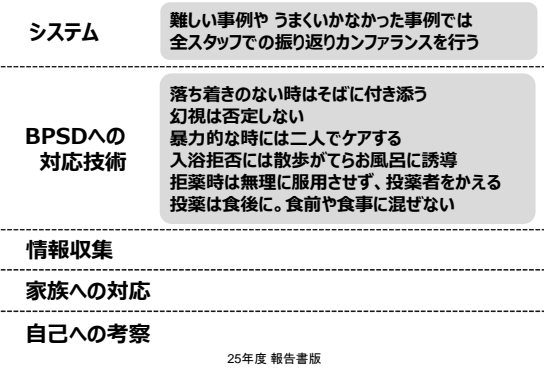 システム
難しい事例や うまくいかなかった事例では
全スタッフでの振り返りカンファランスを行う
BPSDへの
対応技術
落ち着きのない時はそばに付き添う
幻視は否定しない
暴力的な時には二人でケアする
入浴拒否には散歩がてらお風呂に誘導
拒薬時は無理に服用させず、投薬者をかえる
投薬は食後に。食前や食事に混ぜない
情報収集
家族への対応
自己への考察
25年度 報告書版